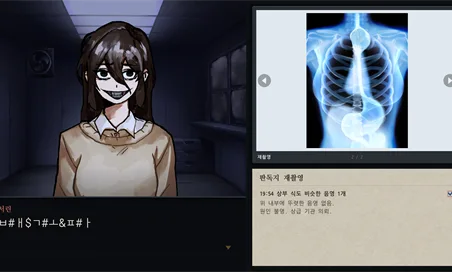 서린
ㅂ#ㅐ$ㄱ#ㅗ&ㅍ#ㅏ
재촬영
판독지 재촬영
19:54 상부 식도 비슷한 음영 1개
위 내부에 뚜렷한 음영 없음.
원인 불명. 상급 기관 의뢰.